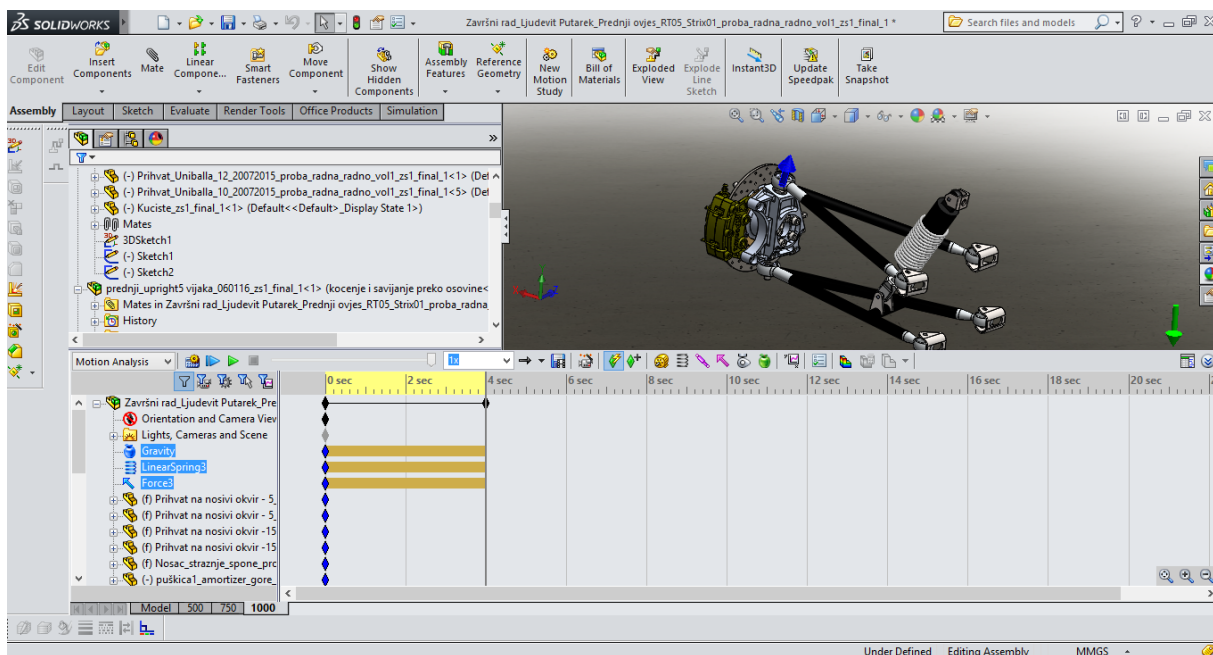 SOLIDWORKS
Završni rad_Ljudevit Putarek_Prednji ovjes_RT05_Strix01_proba_radna_radno_vol1_zs1_final_1 *
Search files and models
Edit Component
Insert Components
Mate
Linear Compone...
Smart Fasteners
Move Component
Show Hidden Components
Assembly Features
Reference Geometry
New Motion Study
Bill of Materials
Exploded View
Explode Line Sketch
Instant3D
Update Speedpak
Take Snapshot
Assembly Layout Sketch Evaluate Render Tools Office Products Simulation
(-) Prihvat_Uniballa_12_20072015_proba_radna_radno_vol1_zs1_final_1<1> (Def
(-) Prihvat_Uniballa_10_20072015_proba_radna_radno_vol1_zs1_final_1<5> (Def
(-) Kuciste_zs1_final_1<1> (Default<<Default>_Display State 1>)
Mates
3DSketch1
(-) Sketch1
(-) Sketch2
prednji_upright5 vijaka_060116_zs1_final_1<1> (kocenje i savijanje preko osovine<
Mates in Završni rad_Ljudevit Putarek_Prednji ovjes_RT05_Strix01_proba_radna_
History
Motion Analysis 1x
0 sec 2 sec 4 sec 6 sec 8 sec 10 sec 12 sec 14 sec 16 sec 18 sec 20 sec
Završni rad_Ljudevit Putarek_Pre
Orientation and Camera View
Lights, Cameras and Scene
Gravity
LinearSpring3
Force3
(f) Prihvat na nosivi okvir - 5_
(f) Prihvat na nosivi okvir - 5_
(f) Prihvat na nosivi okvir -15
(f) Prihvat na nosivi okvir -15
(f) Nosac_straznje_spone_prc
(-) puškica1_amortizer_gore_
Model 500 750 1000
Under Defined Editing Assembly MMGS